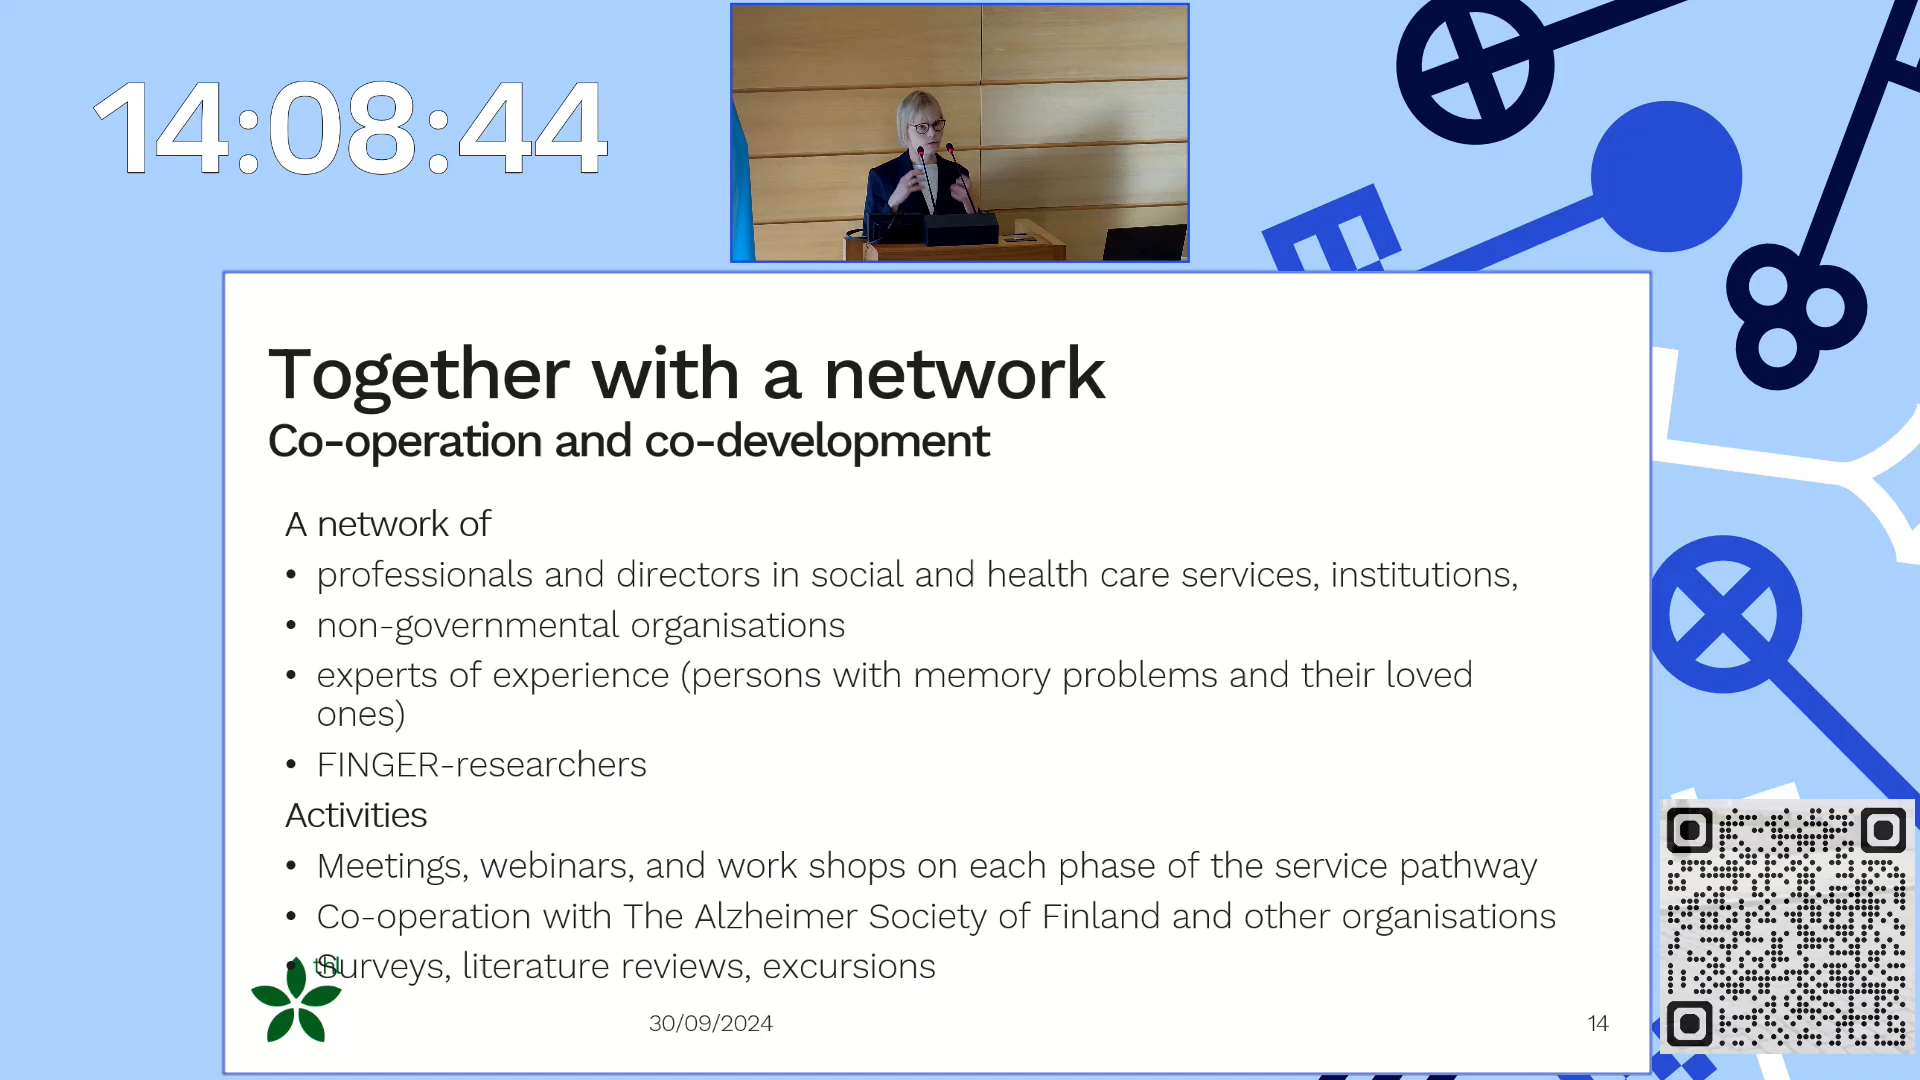 14:08:44
Together with a network
Co-operation and co-development
A network of
• professionals and directors in social and health care services, institutions,
• non-governmental organisations
• experts of experience (persons with memory problems and their loved
ones)
• FINGER-researchers
Activities
• Meetings, webinars, and work shops on each phase of the service pathway
• Co-operation with The Alzheimer Society of Finland and other organisations
• Surveys, literature reviews, excursions
thl
30/09/2024
14